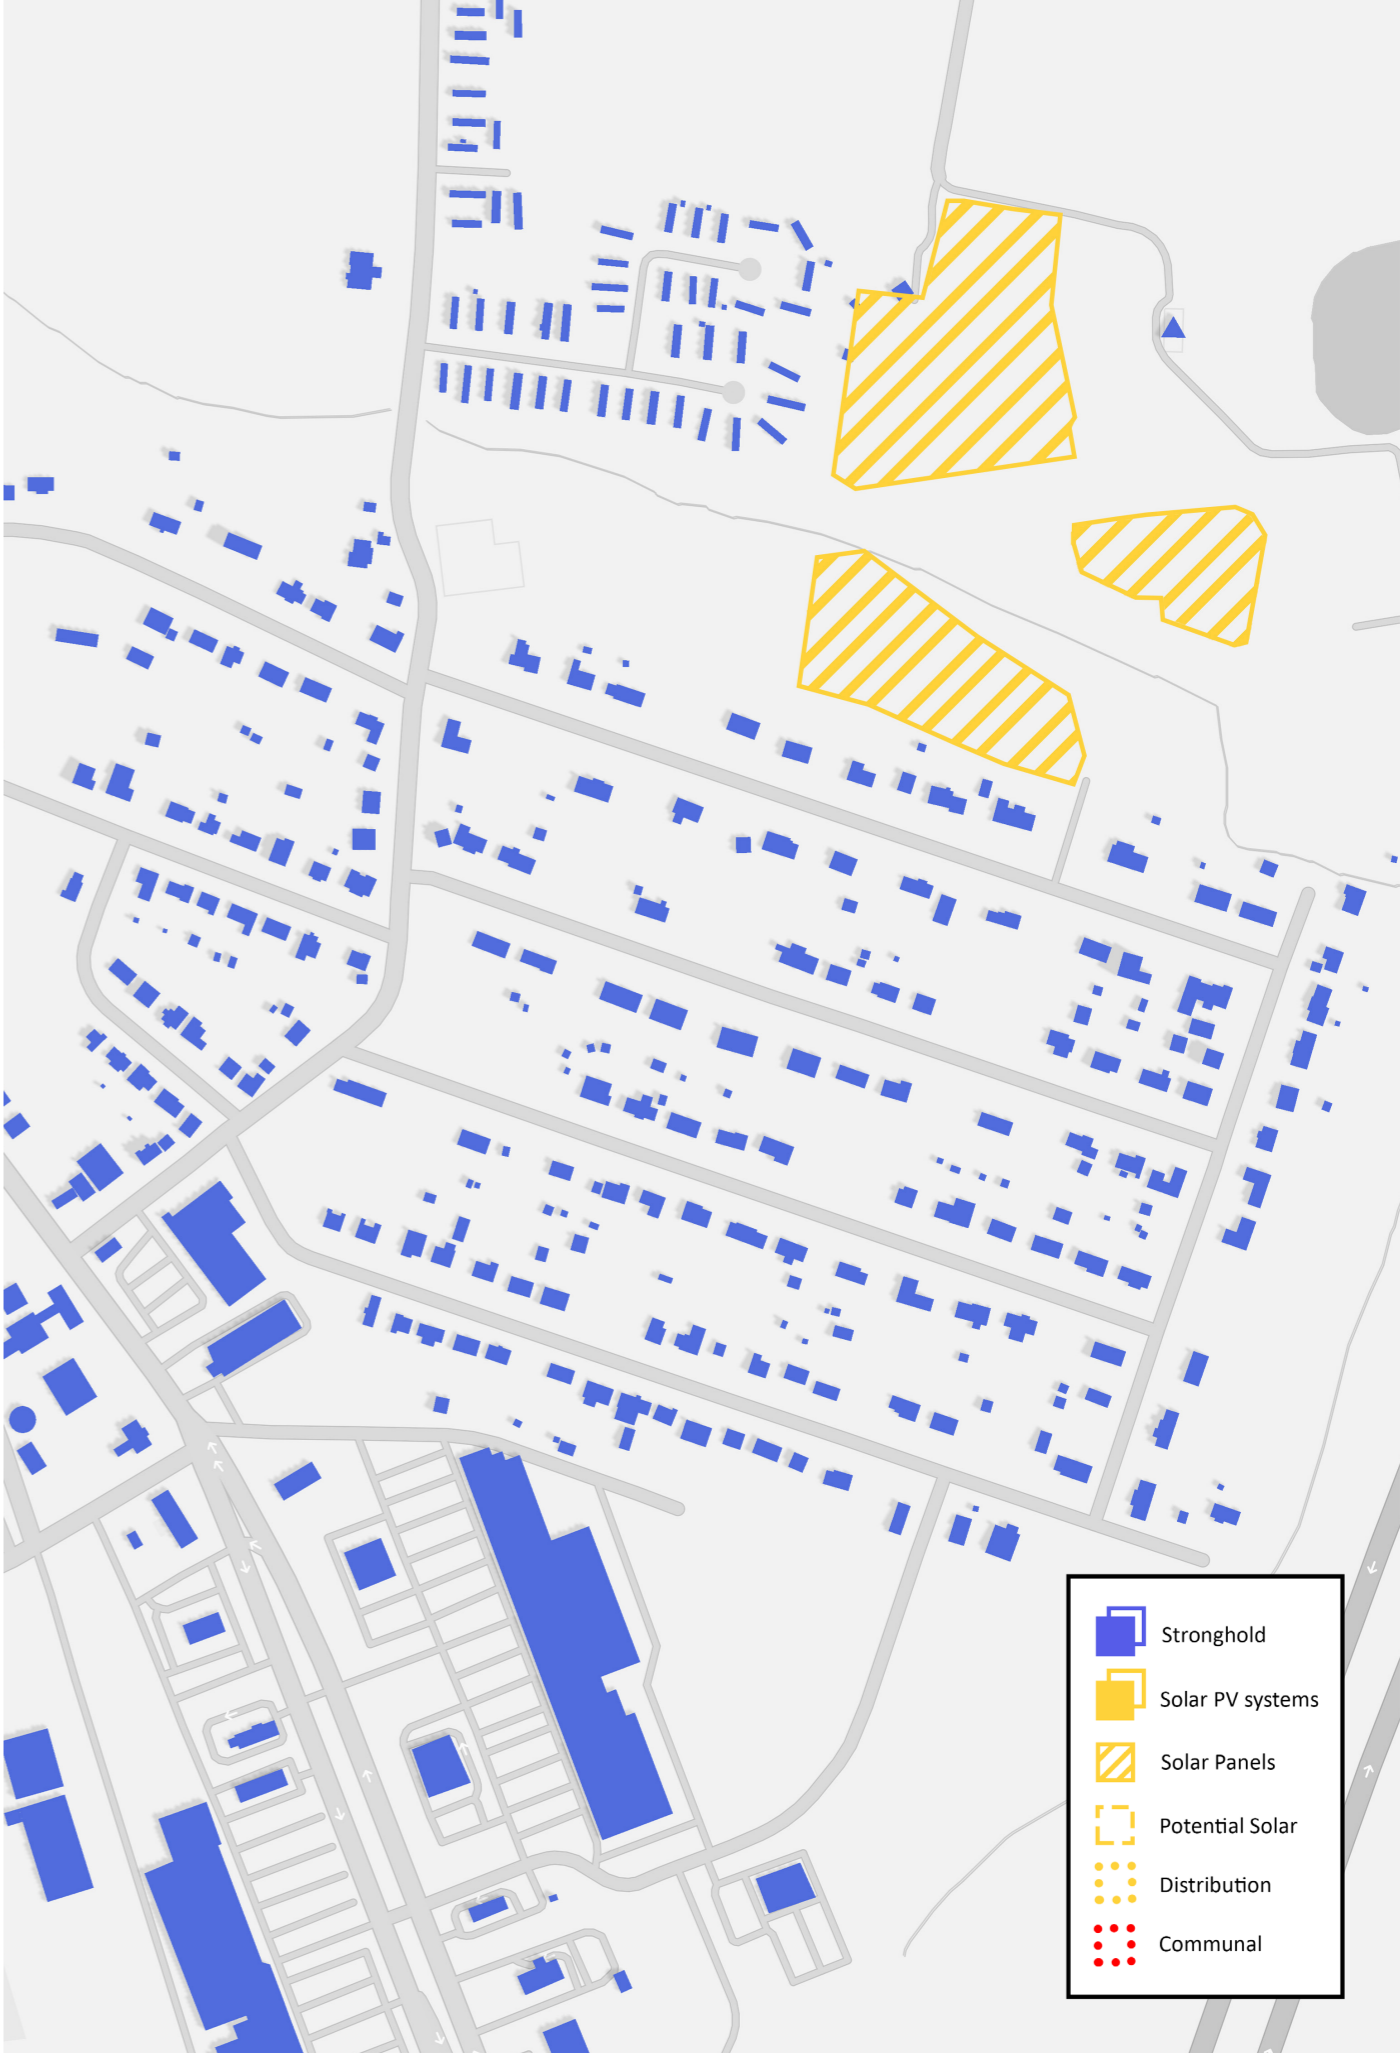 Stronghold
Solar PV systems
Solar Panels
Potential Solar
Distribution
Communal